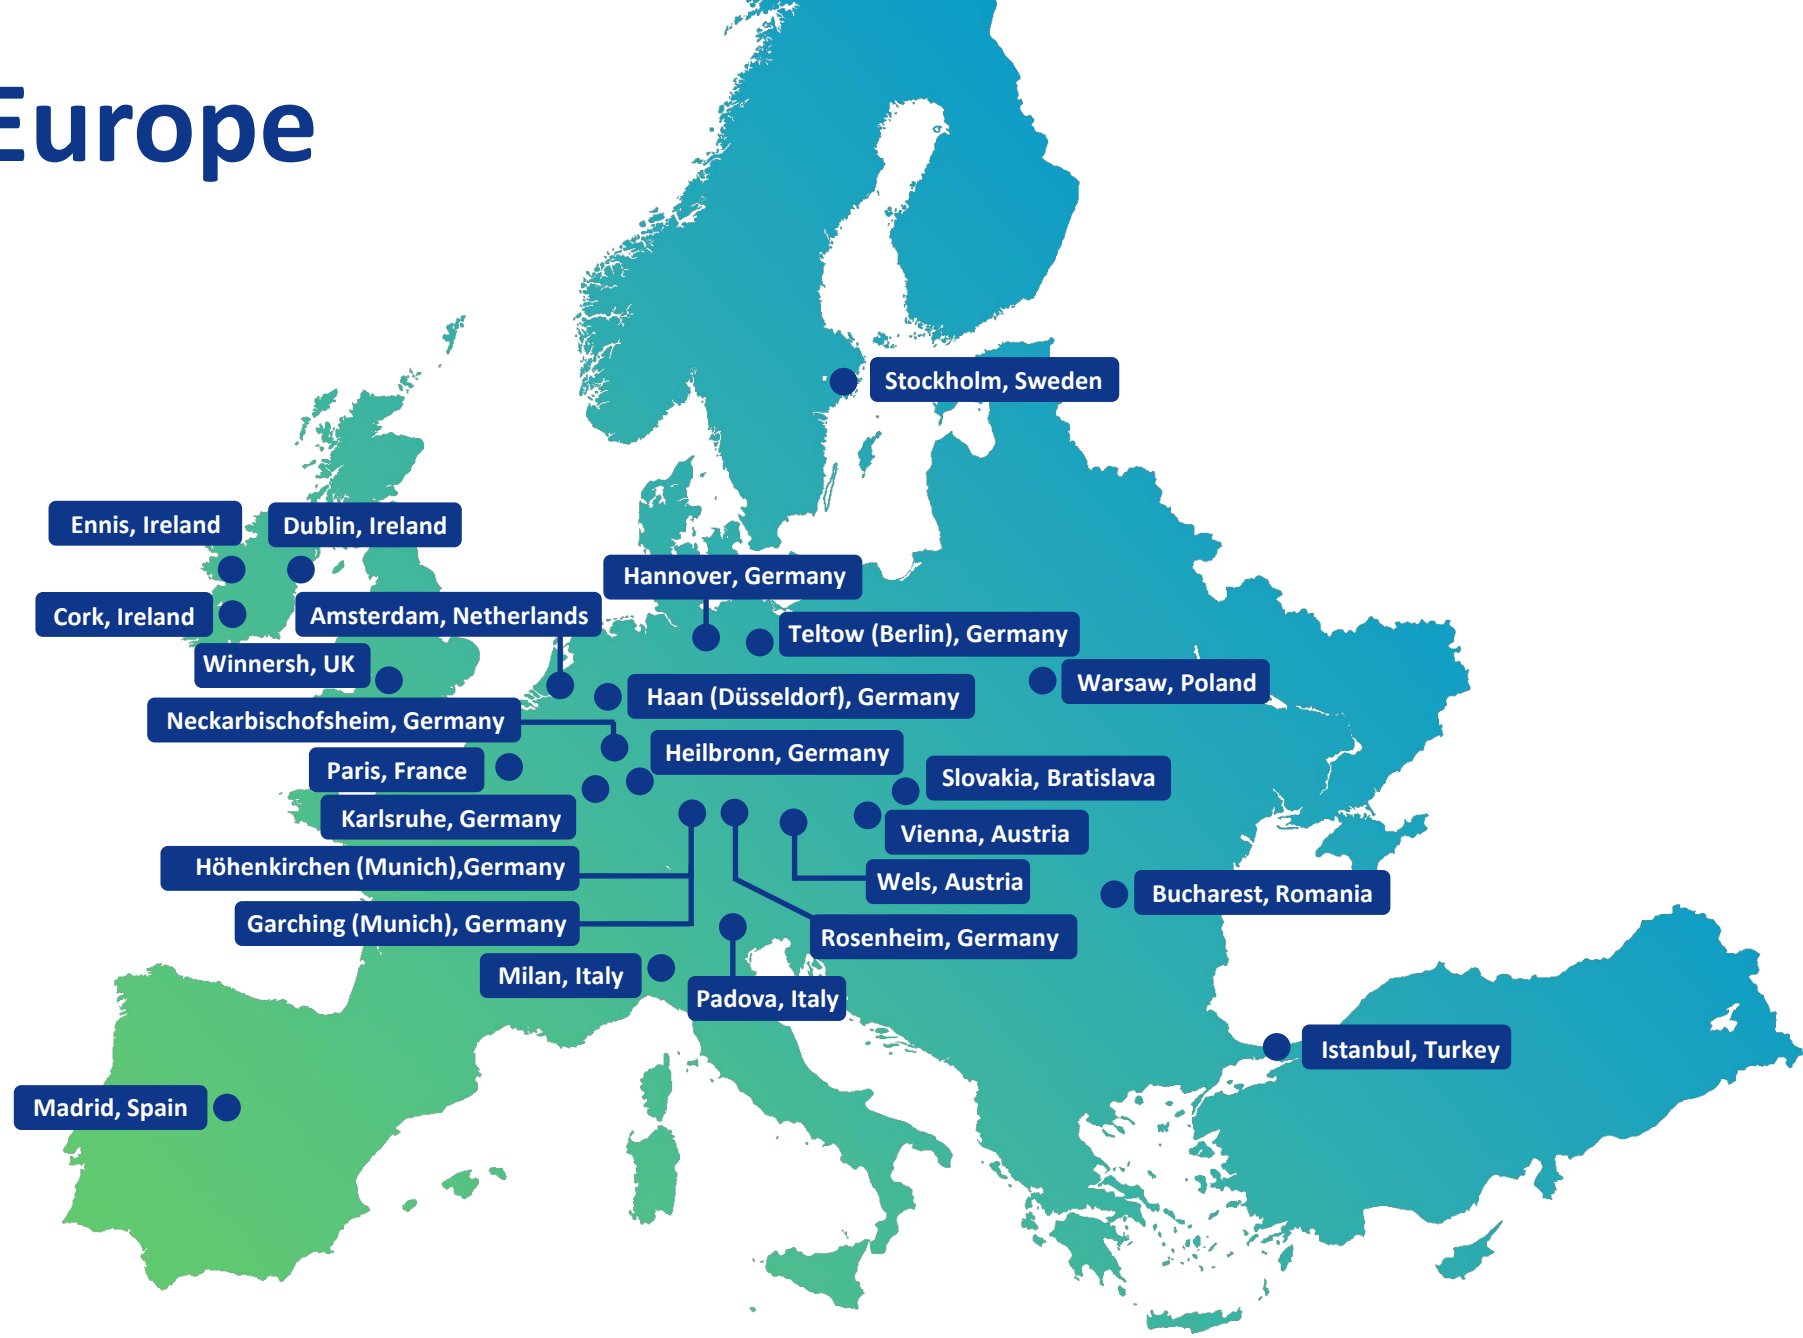 Europe
Stockholm, Sweden
Ennis, Ireland
Dublin, Ireland
Hannover, Germany
Cork, Ireland
Amsterdam, Netherlands
Teltow (Berlin), Germany
Winnersh, UK
Warsaw, Poland
Haan (Düsseldorf), Germany
Neckarbischofsheim, Germany
Heilbronn, Germany
Paris, France
Slovakia, Bratislava
Karlsruhe, Germany
Vienna, Austria
Höhenkirchen (Munich),Germany
Wels, Austria
Bucharest, Romania
Garching (Munich), Germany
Rosenheim, Germany
Milan, Italy
Padova, Italy
Istanbul, Turkey
Madrid, Spain